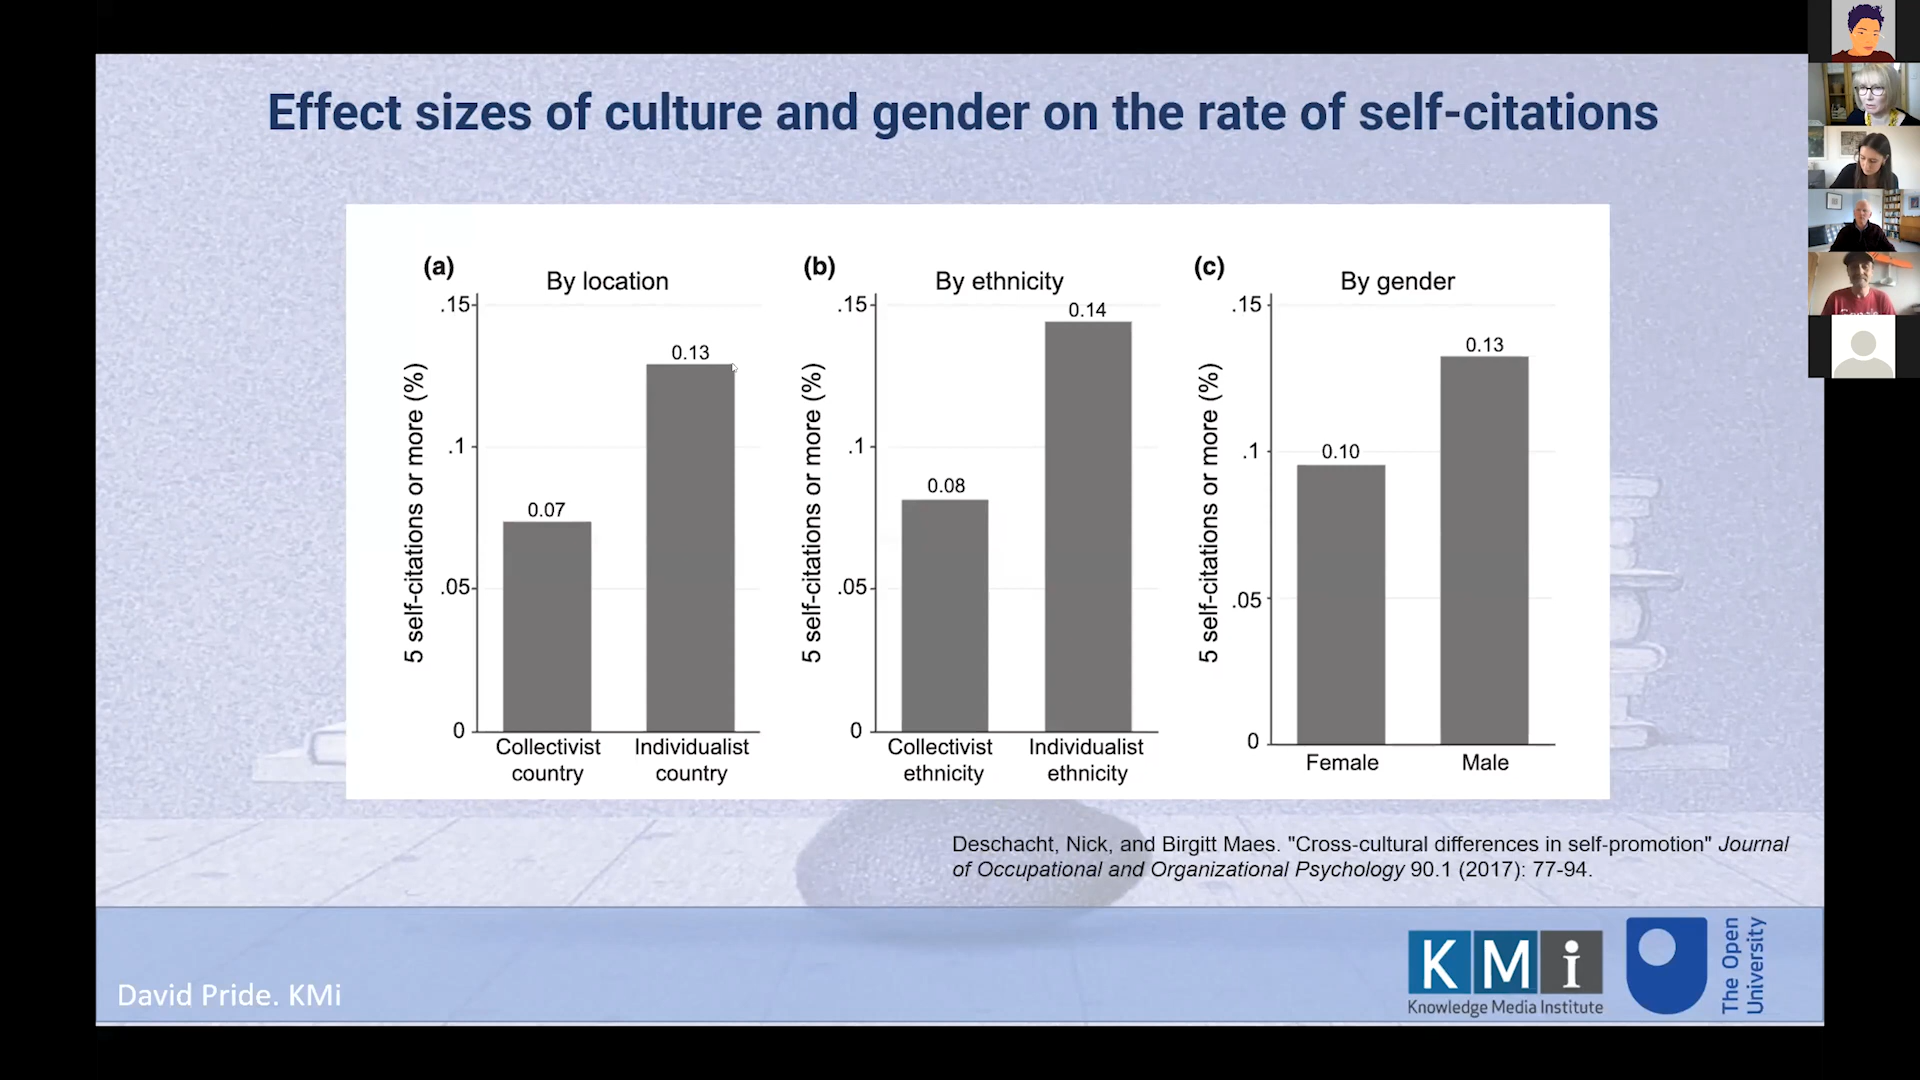 Effect sizes of culture and gender on the rate of self-citations
(a)
By location
.15
.1
.05
0
5 self-citations or more (%)
0.07
0.13
Collectivist
country
Individualist
country
(b)
By ethnicity
.15
.1
.05
0
5 self-citations or more (%)
0.08
0.14
Collectivist
ethnicity
Individualist
ethnicity
(c)
By gender
.15
.1
.05
0
5 self-citations or more (%)
0.10
0.13
Female
Male
Deschacht, Nick, and Birgitt Maes. "Cross-cultural differences in self-promotion" Journal
of Occupational and Organizational Psychology 90.1 (2017): 77-94.
David Pride. KMi
KMi
Knowledge Media Institute
The Open
University